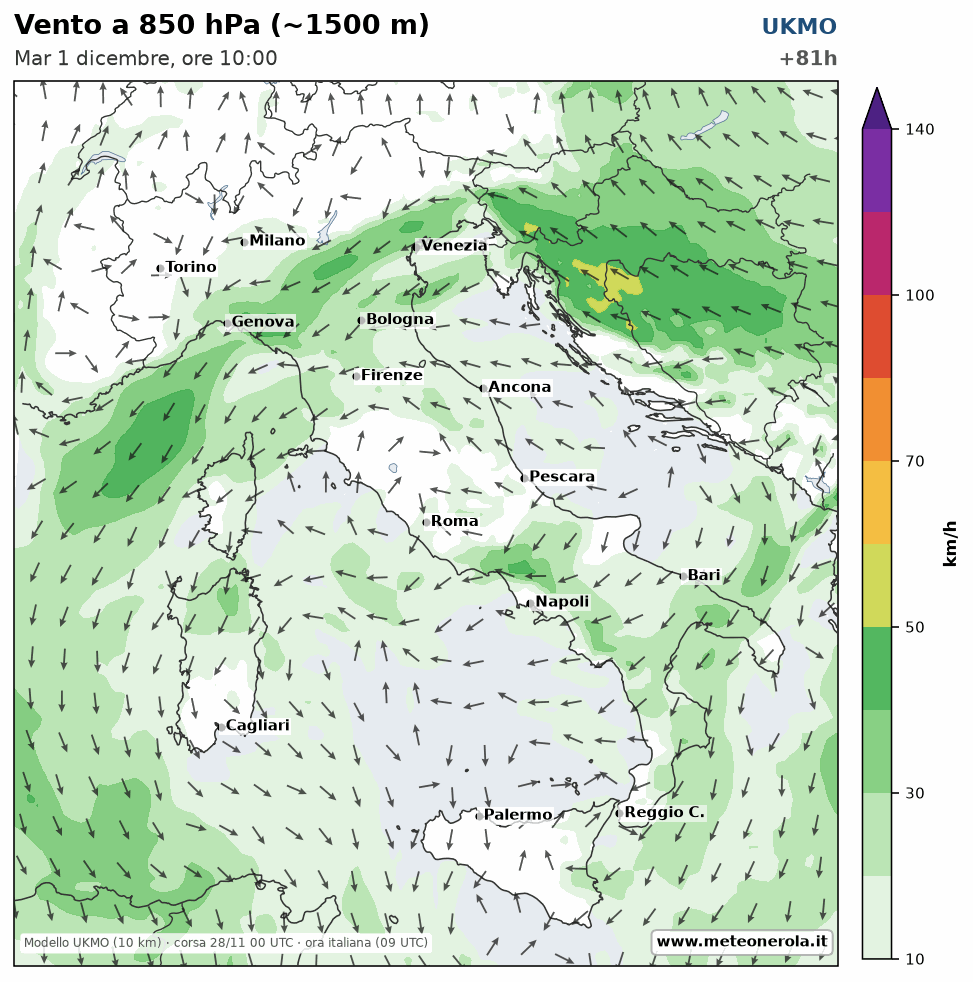 Vento a 850 hPa (~1500 m)
UKMO
Mar 1 dicembre, ore 10:00
+81h
140
Milano
Venezia
Torino
100
Genova
Bologna
Firenze
Ancona
70
Pescara
Roma
km/h
Bari
Napoli
50
Cagliari
30
Palermo
Reggio C.
Modello UKMO (10 km) · corsa 28/11 00 UTC · ora italiana (09 UTC)
www.meteonerola.it
10